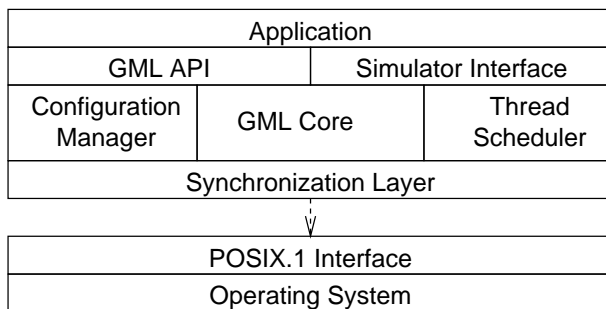 Application
GML API
Simulator Interface
Configuration
Manager
GML Core
Thread
Scheduler
Synchronization Layer
POSIX.1 Interface
Operating System